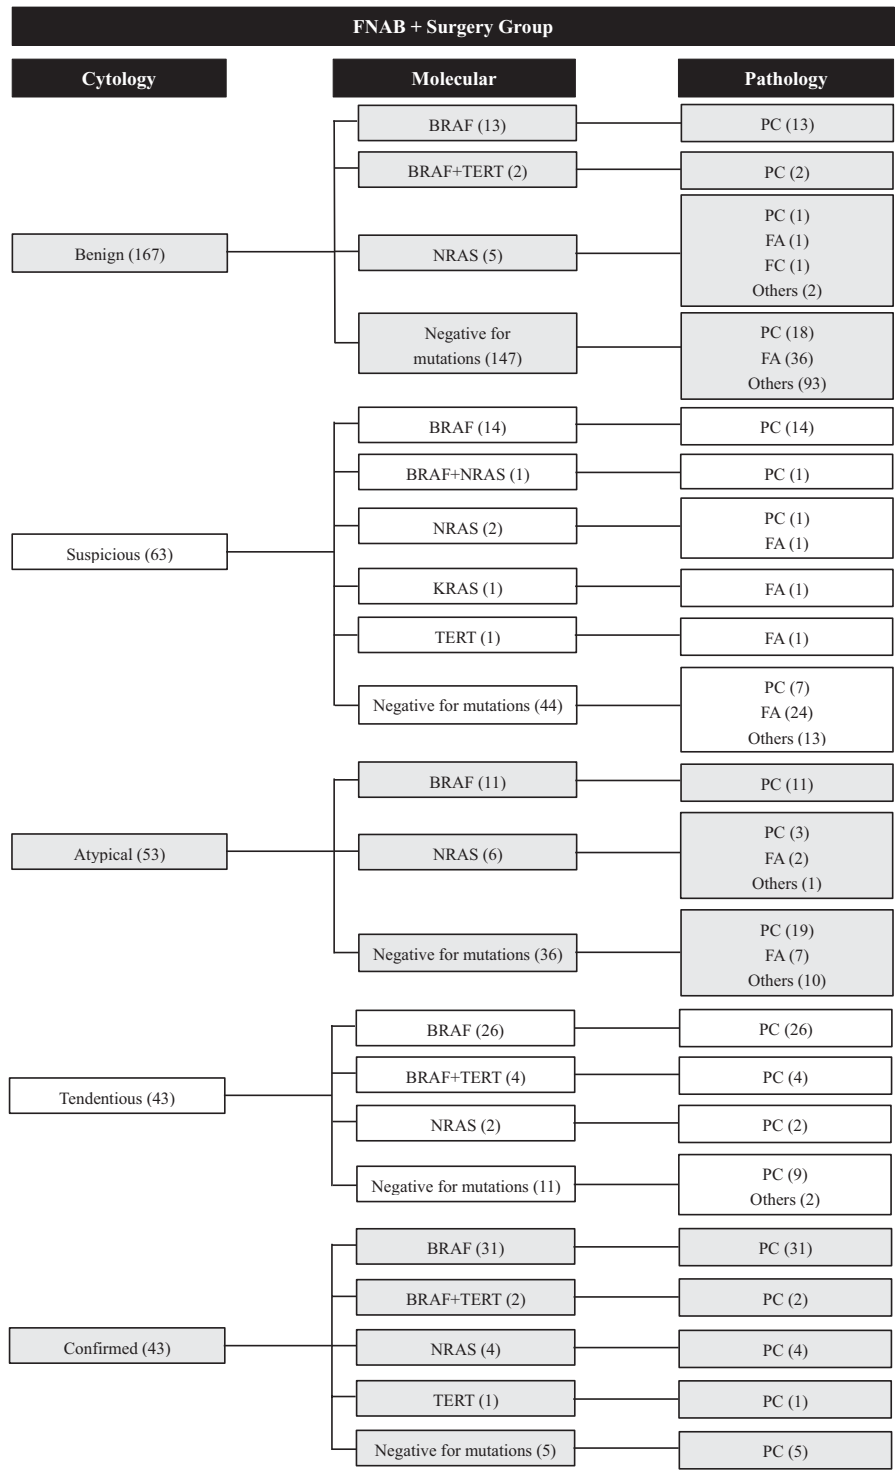 FNAB + Surgery Group
Cytology
Molecular
Pathology
Benign (167)
BRAF (13)
PC (13)
BRAF+TERT (2)
PC (2)
NRAS (5)
PC (1)
FA (1)
FC (1)
Others (2)
Negative for
mutations (147)
PC (18)
FA (36)
Others (93)
Suspicious (63)
BRAF (14)
PC (14)
BRAF+NRAS (1)
PC (1)
NRAS (2)
PC (1)
FA (1)
KRAS (1)
FA (1)
TERT (1)
FA (1)
Negative for mutations (44)
PC (7)
FA (24)
Others (13)
Atypical (53)
BRAF (11)
PC (11)
NRAS (6)
PC (3)
FA (2)
Others (1)
Negative for mutations (36)
PC (19)
FA (7)
Others (10)
Tendentious (43)
BRAF (26)
PC (26)
BRAF+TERT (4)
PC (4)
NRAS (2)
PC (2)
Negative for mutations (11)
PC (9)
Others (2)
Confirmed (43)
BRAF (31)
PC (31)
BRAF+TERT (2)
PC (2)
NRAS (4)
PC (4)
TERT (1)
PC (1)
Negative for mutations (5)
PC (5)